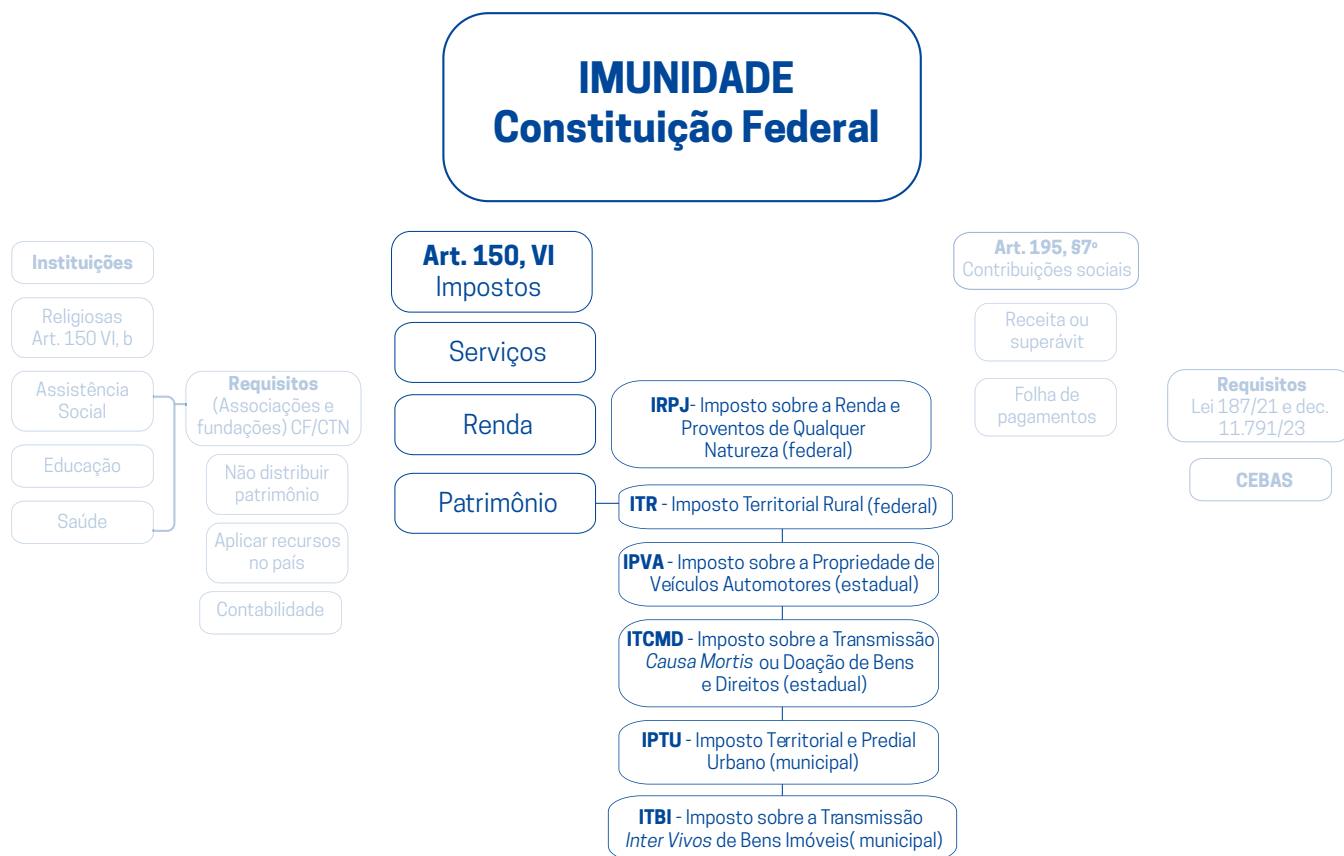 IMUNIDADE
Constituição Federal
Instituições
Religiosas
Art. 150 VI, b
Assistência
Social
Educação
Saúde
Requisitos
(Associações e
fundações) CF/CTN
Não distribuir
patrimônio
Aplicar recursos
no país
Contabilidade
Art. 150, VI
Impostos
Serviços
Renda
Patrimônio
IRPJ- Imposto sobre a Renda e
Proventos de Qualquer
Natureza (federal)
ITR - Imposto Territorial Rural (federal)
IPVA - Imposto sobre a Propriedade de
Veículos Automotores (estadual)
ITCMD - Imposto sobre a Transmissão
Causa Mortis ou Doação de Bens
e Direitos (estadual)
IPTU - Imposto Territorial e Predial
Urbano (municipal)
ITBI - Imposto sobre a Transmissão
Inter Vivos de Bens Imóveis( municipal)
Art. 195, §7º
Contribuições sociais
Receita ou
superávit
Folha de
pagamentos
Requisitos
Lei 187/21 e dec.
11.791/23
CEBAS